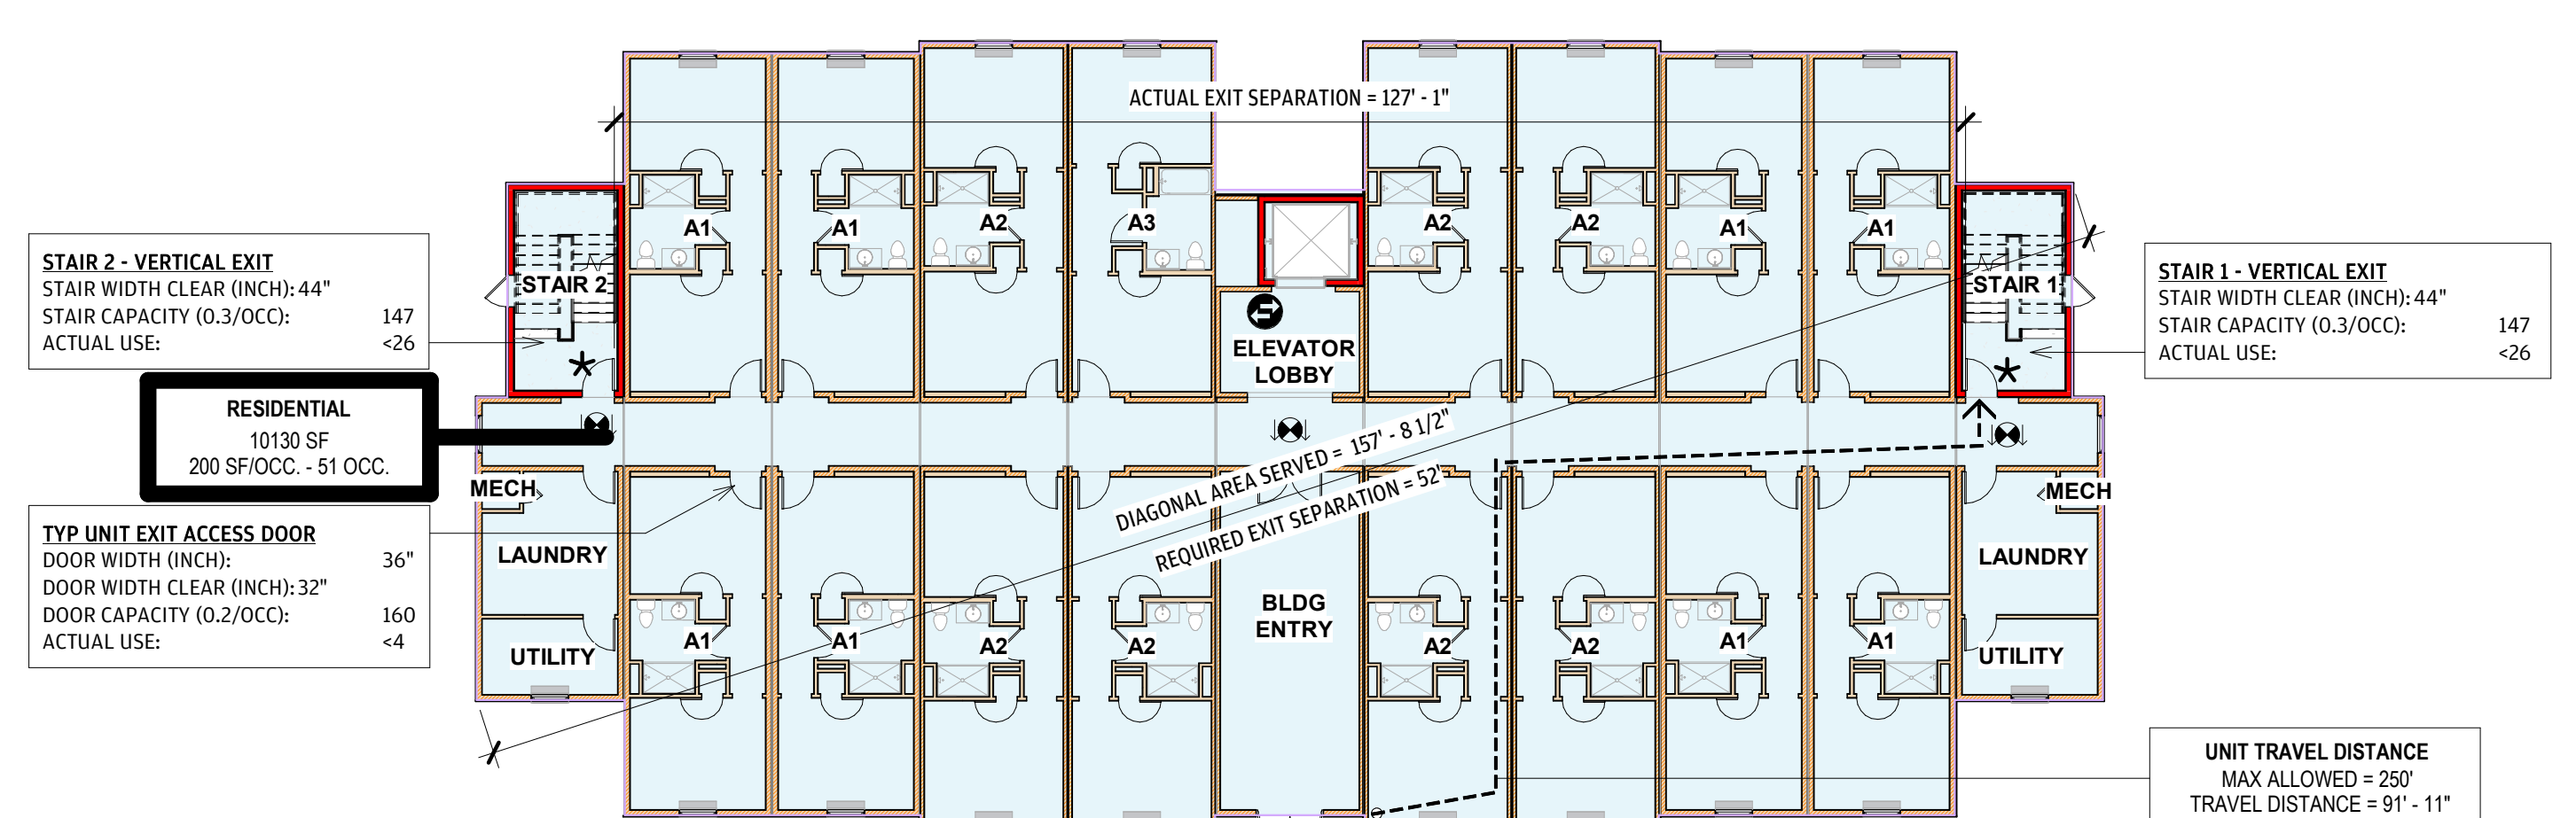 ACTUAL EXIT SEPARATION = 127' - 1"
A1
A1
A2
A3
A2
A2
A1
A1
STAIR 2 - VERTICAL EXIT
STAIR WIDTH CLEAR (INCH): 44"
STAIR CAPACITY (0.3/OCC): 147
ACTUAL USE: <26
STAIR 2
STAIR 1
STAIR 1 - VERTICAL EXIT
STAIR WIDTH CLEAR (INCH): 44"
STAIR CAPACITY (0.3/OCC): 147
ACTUAL USE: <26
S
ELEVATOR
LOBBY
RESIDENTIAL
10130 SF
200 SF/OCC. - 51 OCC.
DIAGONAL AREA SERVED = 157' - 8 1/2"
REQUIRED EXIT SEPARATION = 52'
MECH
MECH
TYP UNIT EXIT ACCESS DOOR
DOOR WIDTH (INCH): 36"
DOOR WIDTH CLEAR (INCH): 32"
DOOR CAPACITY (0.2/OCC): 160
ACTUAL USE: <4
LAUNDRY
LAUNDRY
BLDG
ENTRY
A1
A1
A2
A2
A2
A2
A1
A1
UTILITY
UTILITY
UNIT TRAVEL DISTANCE
MAX ALLOWED = 250'
TRAVEL DISTANCE = 91' - 11"